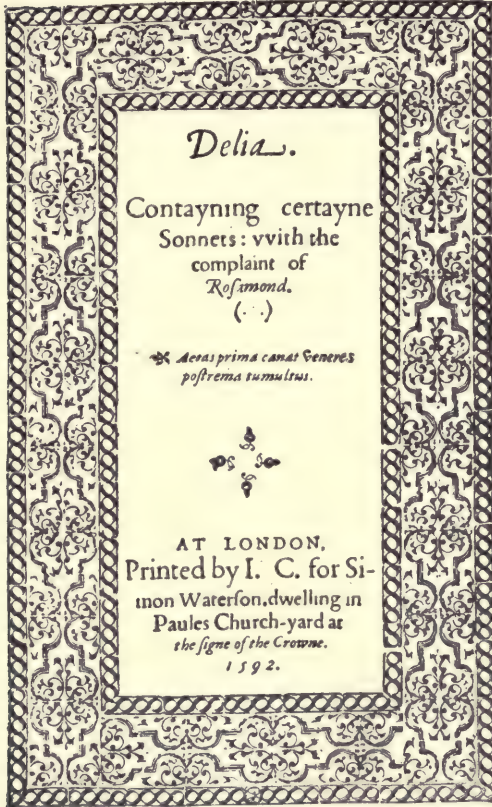 Delia.
Contayning certayne
Sonnets: vvith the
complaint of
Rosamond.
(· ·)
Aetas prima canat Veneres
postrema tumultus.
AT LONDON,
Printed by I. C. for Si-
mon Waterson, dwelling in
Paules Church-yard at
the signe of the Crowne.
1592.